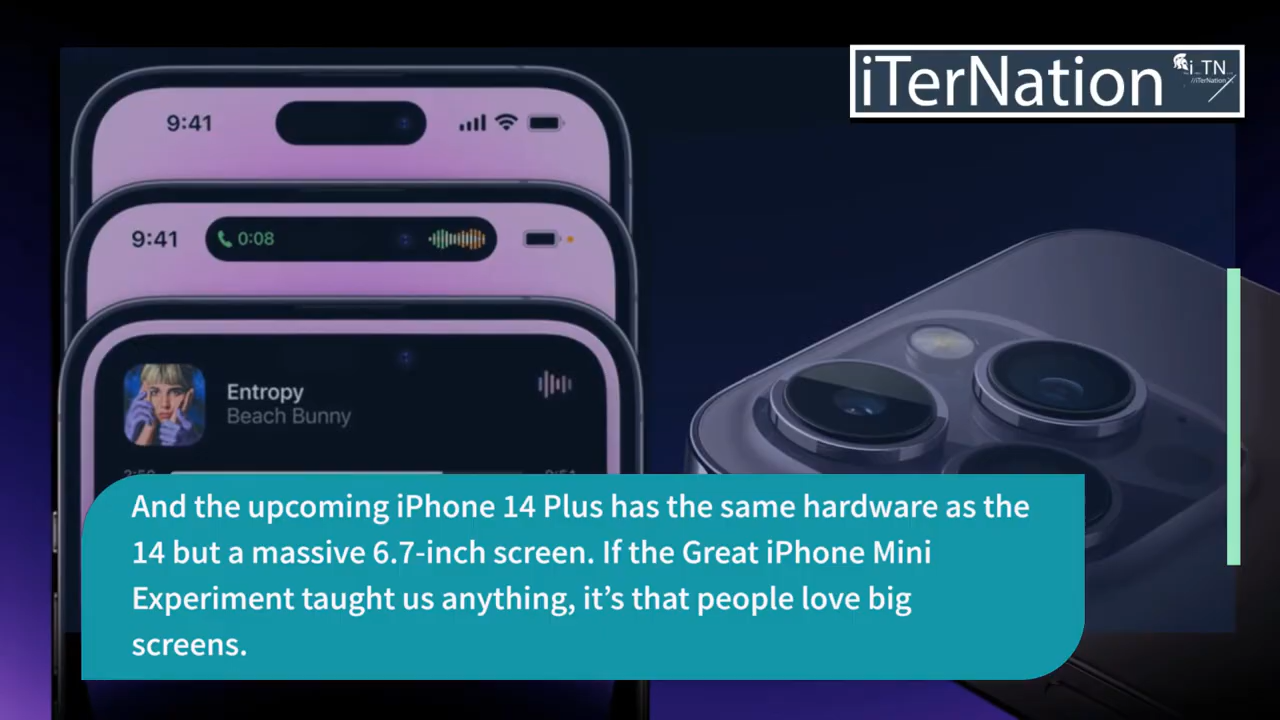 iTerNation
i_TN
//iTerNation
9:41
9:41
0:08
Entropy
Beach Bunny
And the upcoming iPhone 14 Plus has the same hardware as the
14 but a massive 6.7-inch screen. If the Great iPhone Mini
Experiment taught us anything, it’s that people love big
screens.